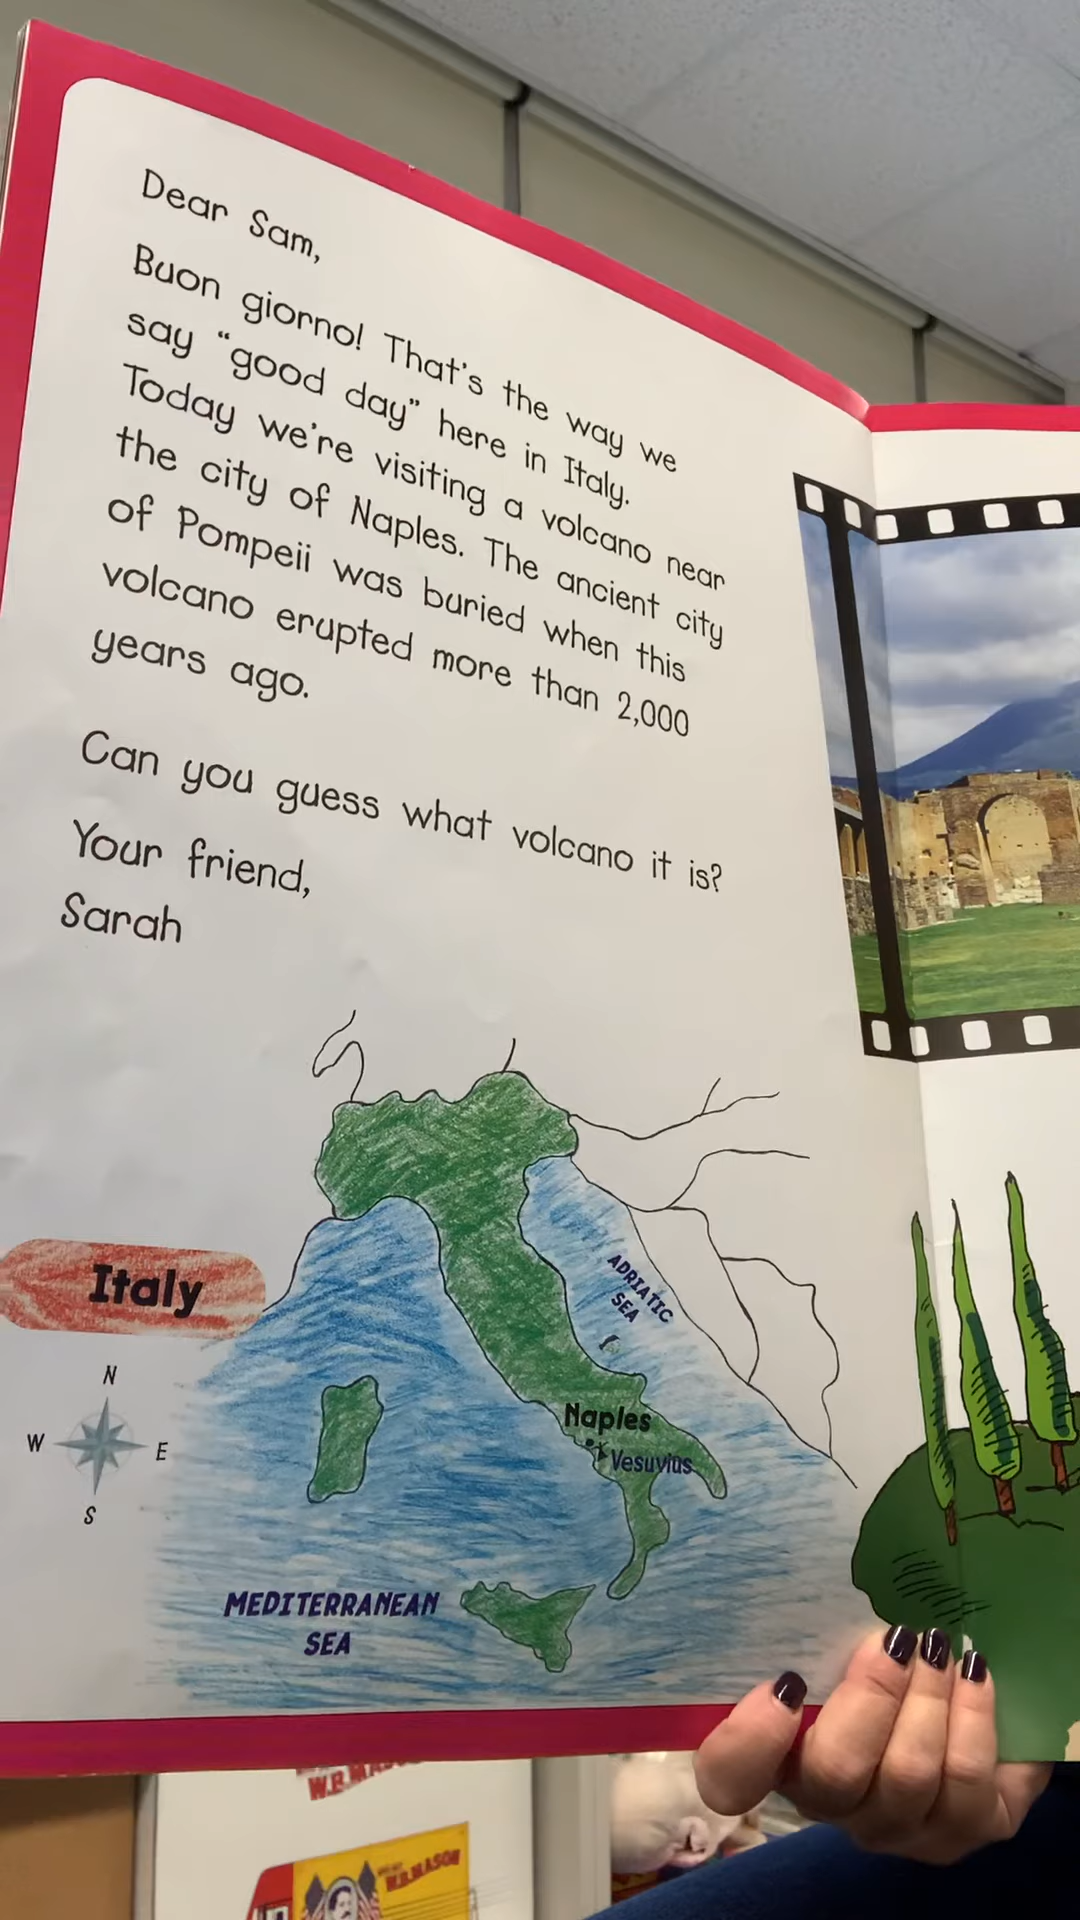 Dear Sam,
Buon giorno! That's the way we
say "good day" here in Italy.
Today we're visiting a volcano near
the city of Naples. The ancient city
of Pompeii was buried when this
volcano erupted more than 2,000
years ago.
Can you guess what volcano it is?
Your friend,
Sarah
Italy
N
W
E
S
ADRIATIC
SEA
Naples
Vesuvius
MEDITERRANEAN
SEA
W.B. MASON